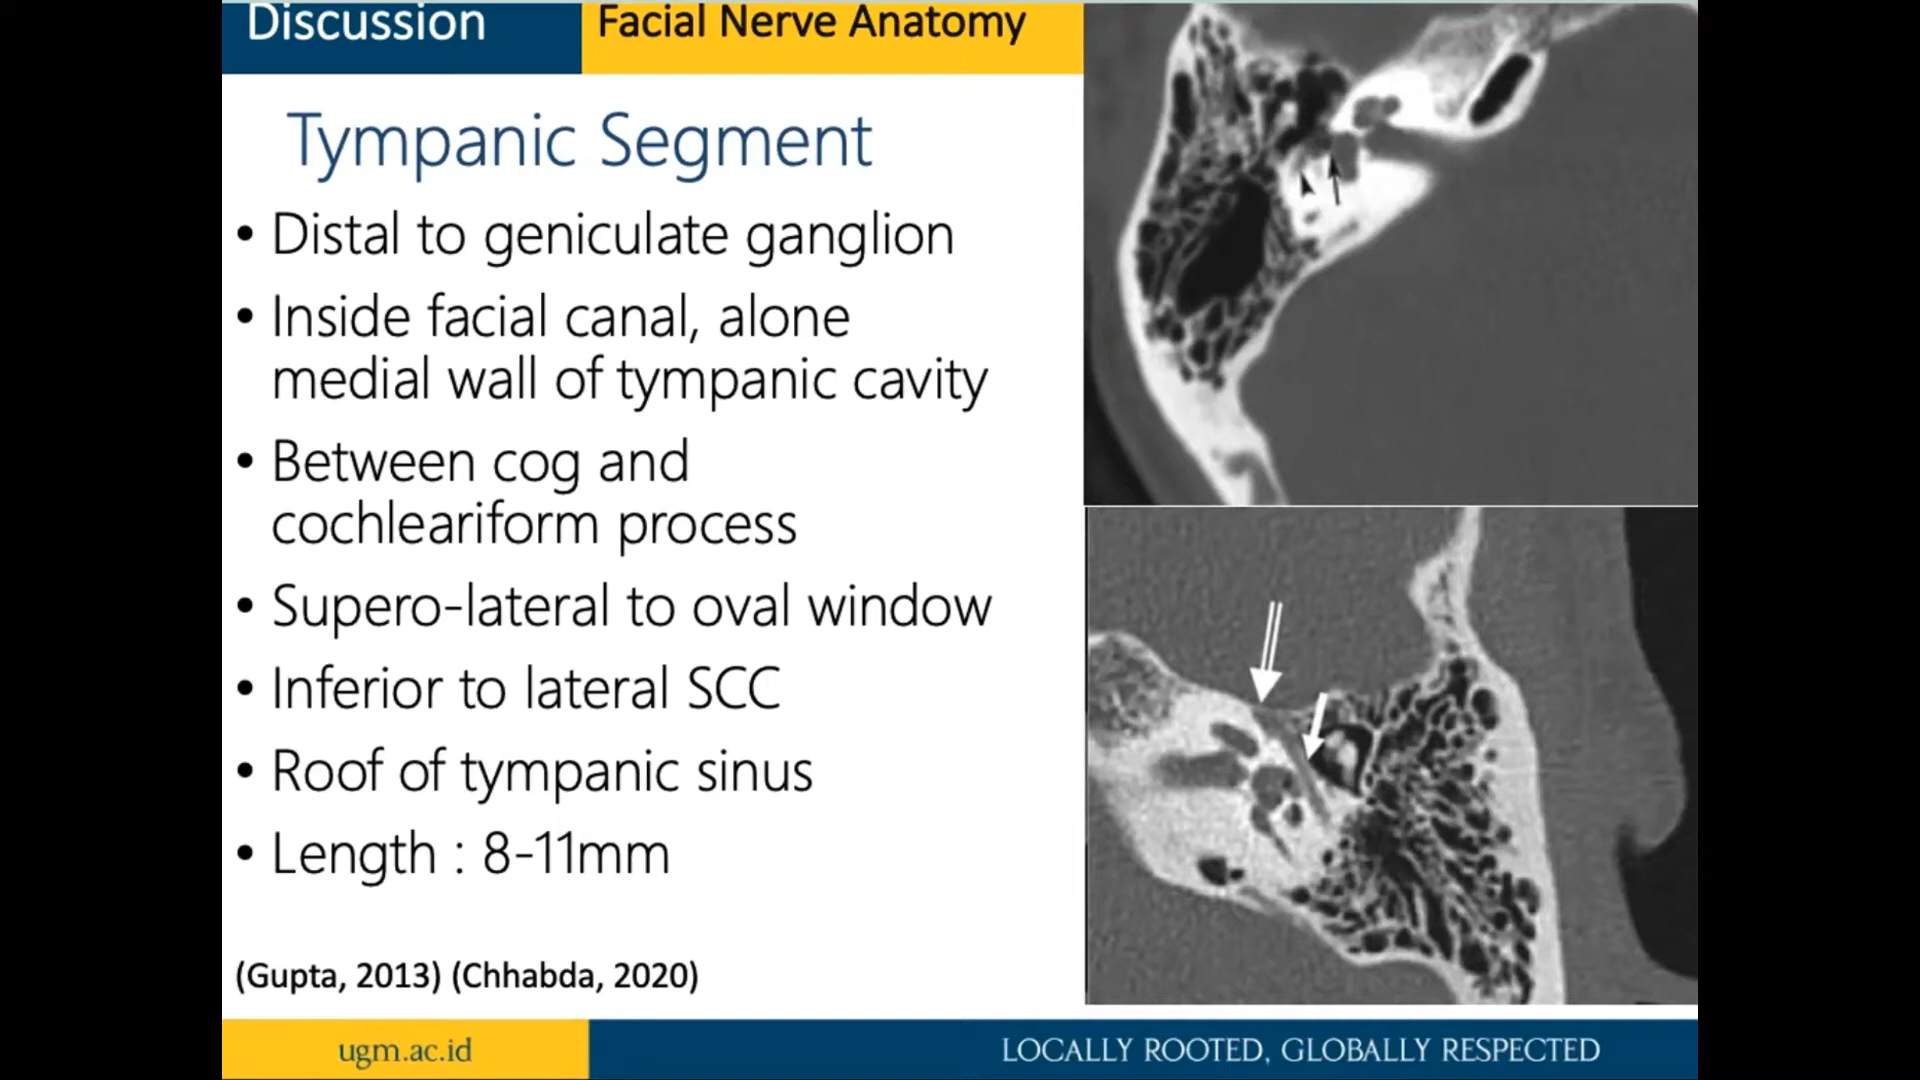 Discussion
Facial Nerve Anatomy
Tympanic Segment
• Distal to geniculate ganglion
• Inside facial canal, alone
medial wall of tympanic cavity
• Between cog and
cochleariform process
• Supero-lateral to oval window
• Inferior to lateral SCC
• Roof of tympanic sinus
• Length : 8-11mm
(Gupta, 2013) (Chhabda, 2020)
ugm.ac.id
LOCALLY ROOTED, GLOBALLY RESPECTED